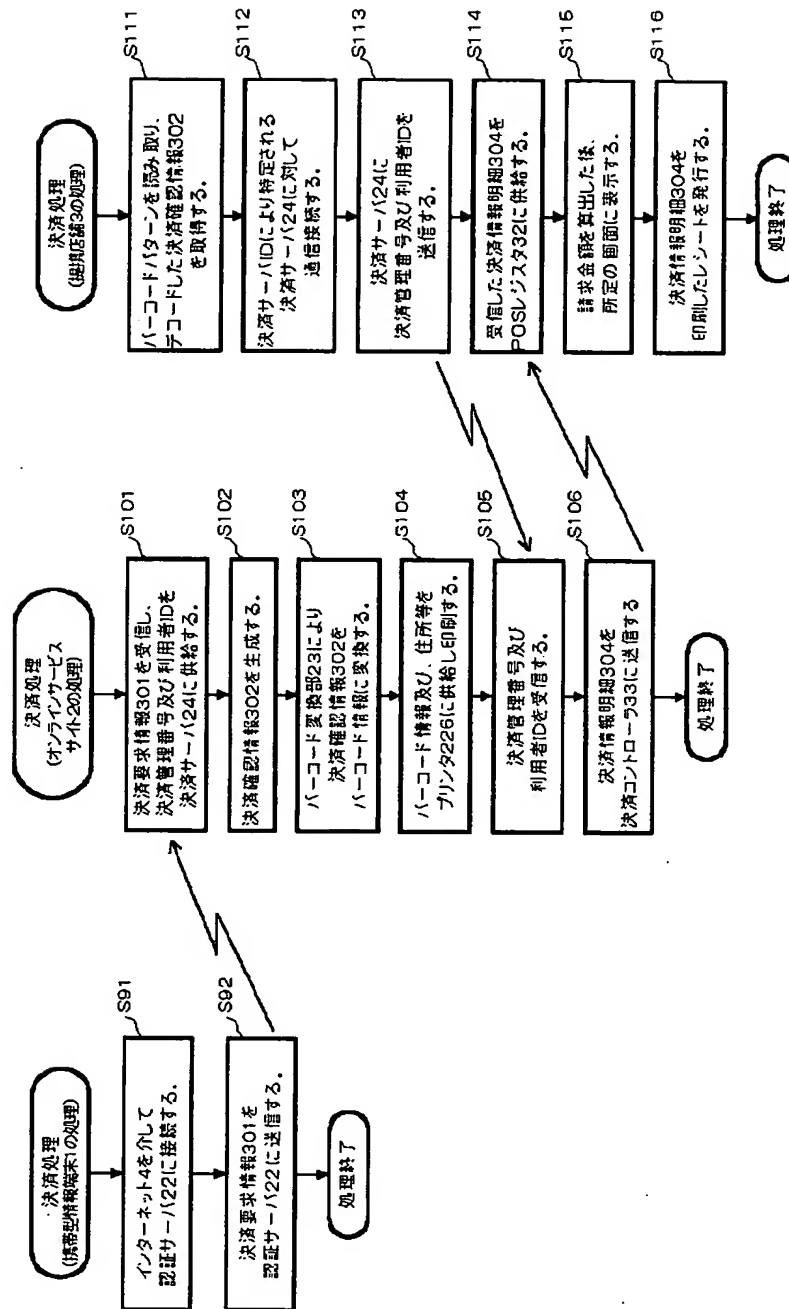 決済処理
(携帯型情報端末1の処理)
S91
インターネット4を介して
認証サーバ22に接続する。
S92
決済要求情報301を
認証サーバ22に送信する。
処理終了
決済処理
(オンラインサービス
サイト20の処理)
S101
決済要求情報301を受信し、
決済管理番号及び利用者IDを
決済サーバ24に供給する。
S102
決済確認情報302を生成する。
S103
バーコード変換部23により
決済確認情報302を
バーコード情報に変換する。
S104
バーコード情報及び、住所等を
プリンタ226に供給し印刷する。
S105
決済管理番号及び
利用者IDを受信する。
S106
決済情報明細304を
決済コントローラ33に送信する
処理終了
決済処理
(提携店舗3の処理)
S111
バーコードパターンを読み取り、
デコードした決済確認情報302
を取得する。
S112
決済サーバIDにより特定される
決済サーバ24に対して
通信接続する。
S113
決済サーバ24に
決済管理番号及び利用者IDを
送信する。
S114
受信した決済情報明細304を
POSレジスタ32に供給する。
S115
請求金額を算出した後、
所定の画面に表示する。
S116
決済情報明細304を
印刷したレシートを発行する。
処理終了